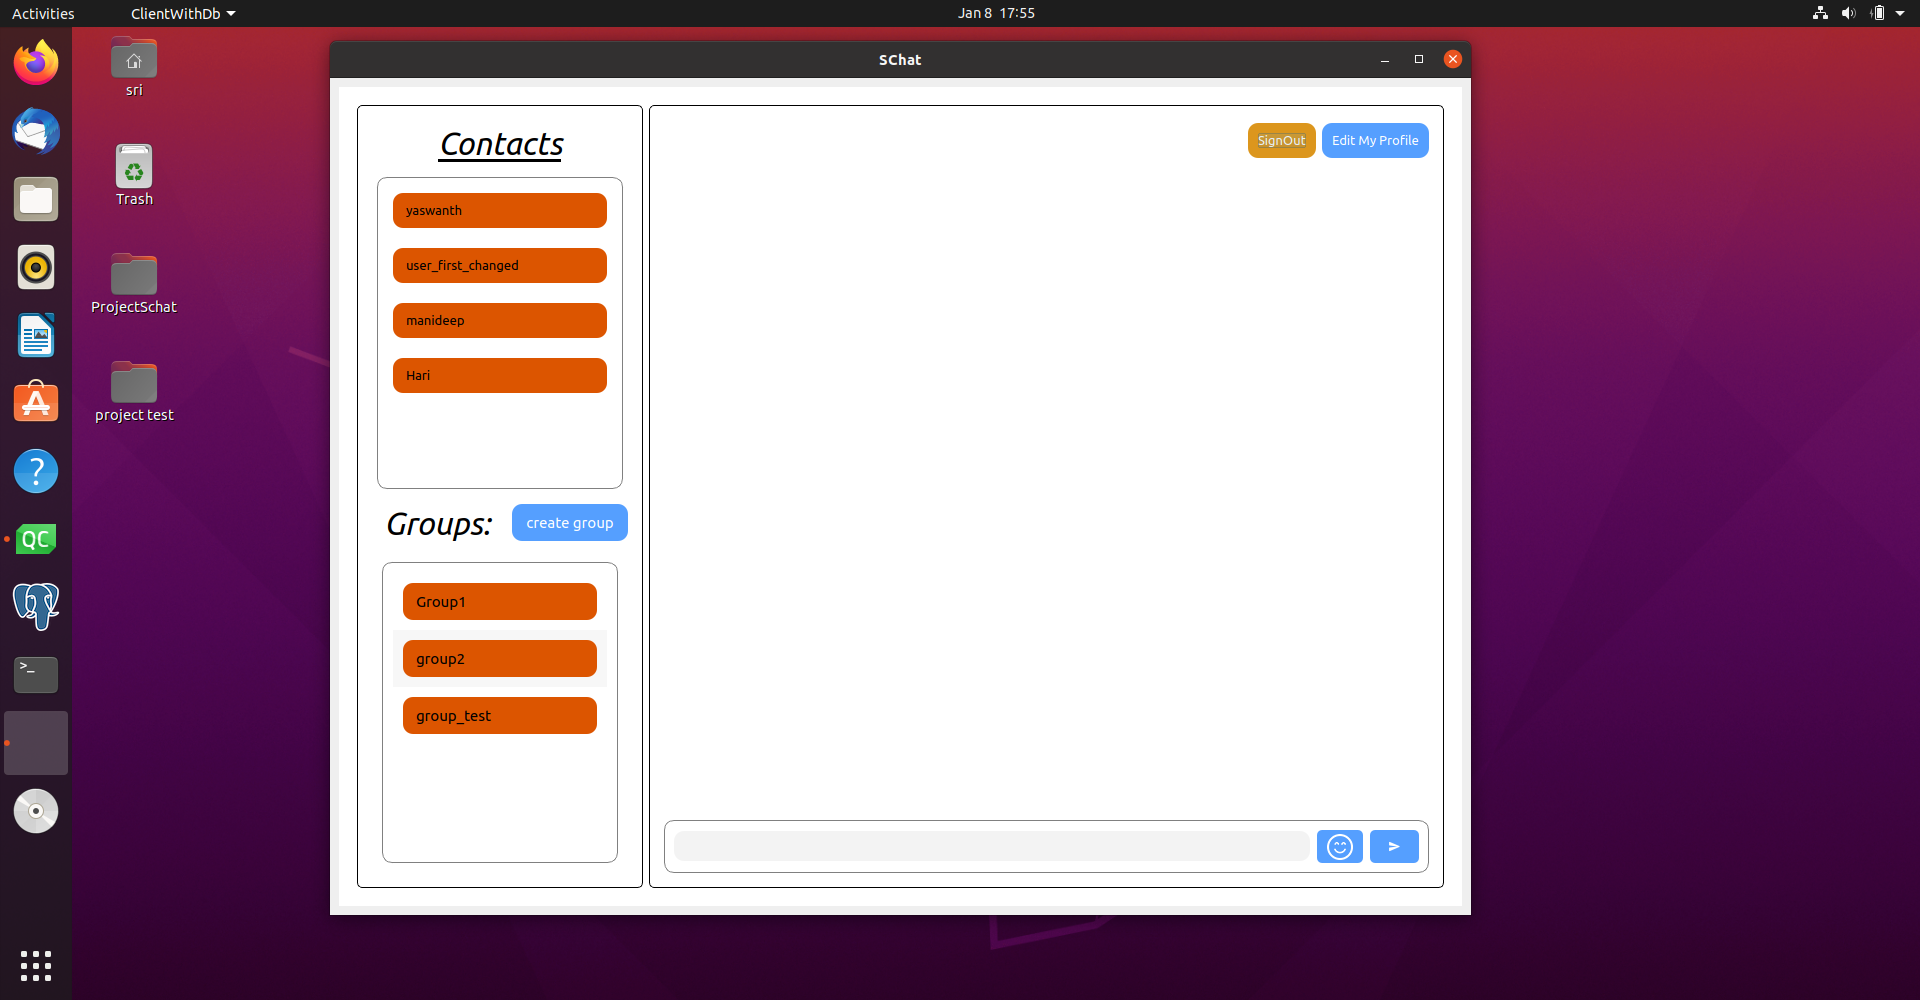 Activities
ClientWithDb
Jan 8 17:55
sri
Trash
ProjectSchat
project test
QC
?
>_
SChat
Contacts
yaswanth
user_first_changed
manideep
Hari
Groups:
create group
Group1
group2
group_test
SignOut
Edit My Profile